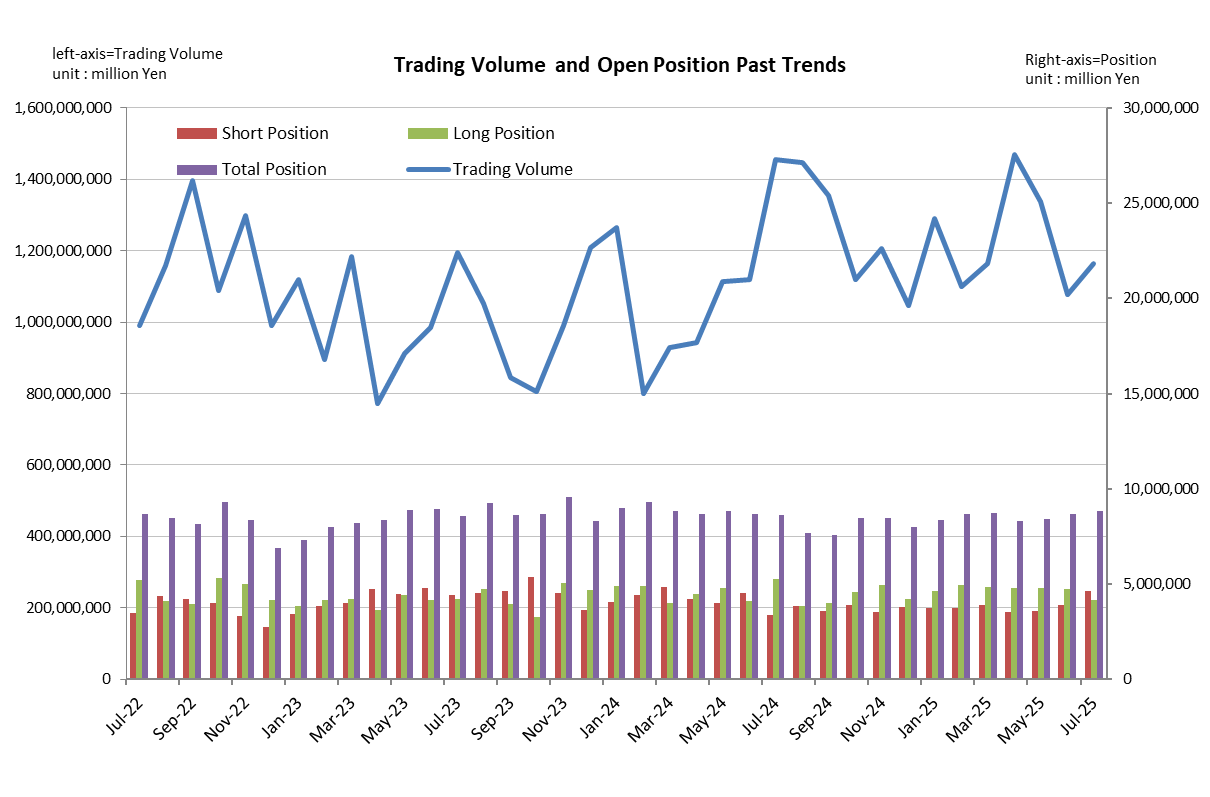 left-axis=Trading Volume
unit : million Yen
Trading Volume and Open Position Past Trends
Right-axis=Position
unit : million Yen
1,600,000,000
1,400,000,000
1,200,000,000
1,000,000,000
800,000,000
600,000,000
400,000,000
200,000,000
0
Short Position
Long Position
Total Position
Trading Volume
30,000,000
25,000,000
20,000,000
15,000,000
10,000,000
5,000,000
0
Jul-22
Sep-22
Nov-22
Jan-23
Mar-23
May-23
Jul-23
Sep-23
Nov-23
Jan-24
Mar-24
May-24
Jul-24
Sep-24
Nov-24
Jan-25
Mar-25
May-25
Jul-25